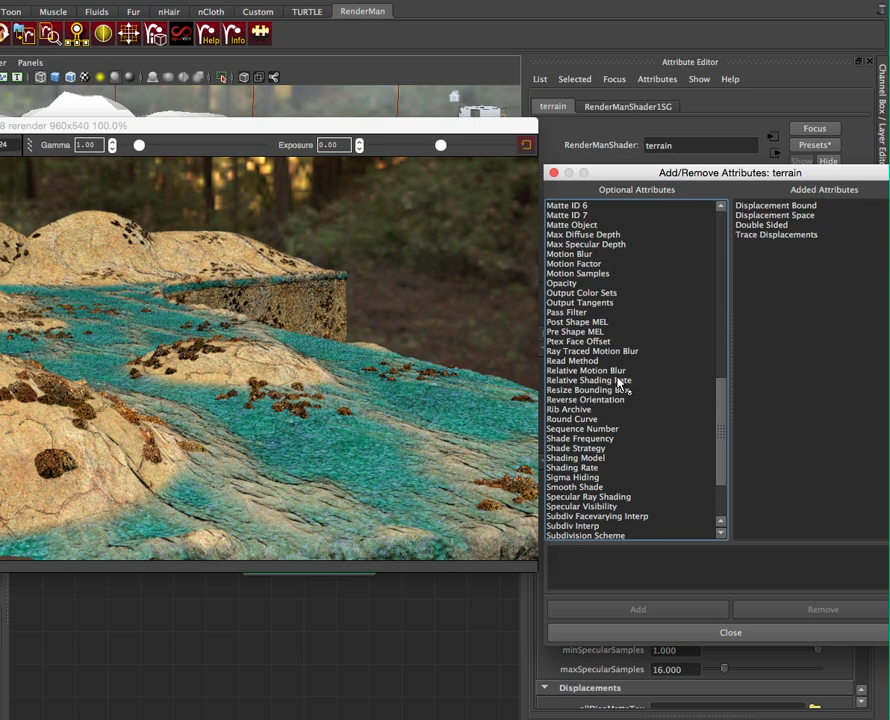 Toon Muscle Fluids Fur nHair nCloth Custom TURTLE RenderMan
Help Info
Panels
Attribute Editor
List Selected Focus Attributes Show Help
Channel Box / Layer
terrain RenderManShader1SG
8 rerender 960x540 100.0%
24 Gamma 1.00 Exposure 0.00
RenderManShader: terrain
Focus
Presets*
Show Hide
Add/Remove Attributes: terrain
Optional Attributes
Added Attributes
Matte ID 6
Matte ID 7
Matte Object
Max Diffuse Depth
Max Specular Depth
Motion Blur
Motion Factor
Motion Samples
Opacity
Output Color Sets
Output Tangents
Pass Filter
Post Shape MEL
Pre Shape MEL
Ptex Face Offset
Ray Traced Motion Blur
Read Method
Relative Motion Blur
Relative Shading
Resize Bounding
Reverse Orientation
Rib Archive
Round Curve
Sequence Number
Shade Frequency
Shade Strategy
Shading Model
Shading Rate
Sigma Hiding
Smooth Shade
Specular Ray Shading
Specular Visibility
Subdiv Facevarying Interp
Subdiv Interp
Subdivision Scheme
Displacement Bound
Displacement Space
Double Sided
Trace Displacements
Add
Remove
Close
minSpecularSamples 1.000
maxSpecularSamples 16.000
Displacements